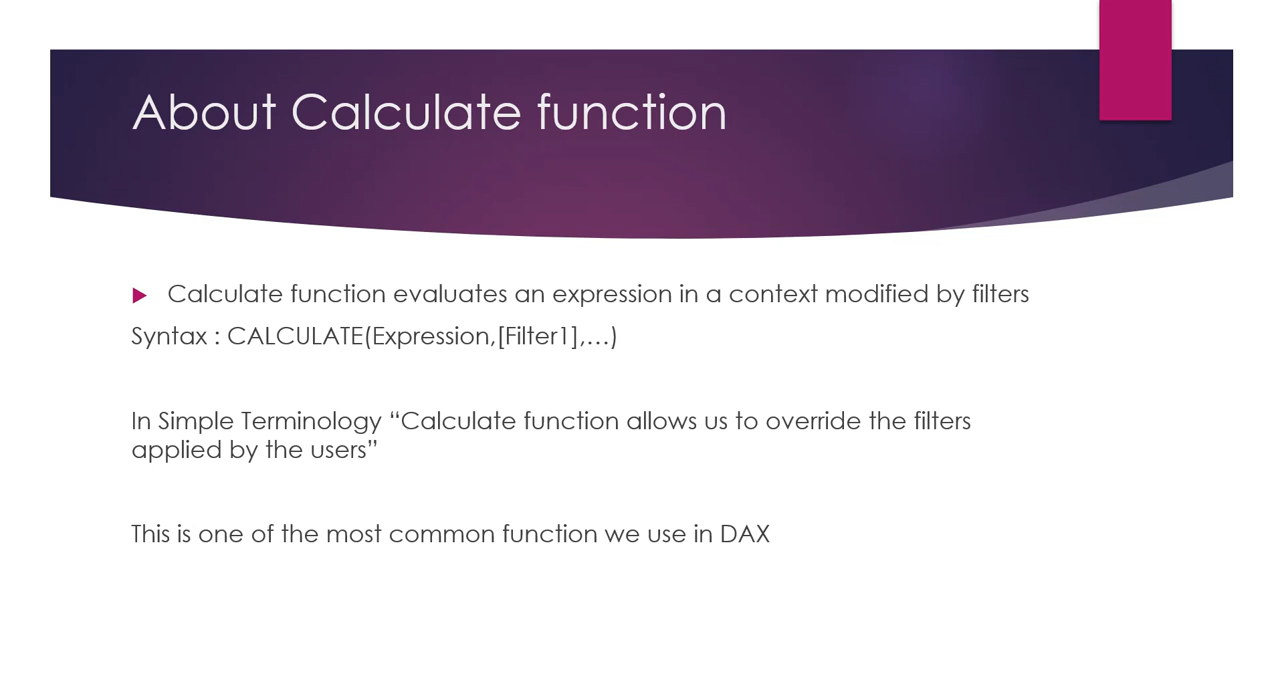 About Calculate function
Calculate function evaluates an expression in a context modified by filters
Syntax : CALCULATE(Expression,[Filter1],…)
In Simple Terminology “Calculate function allows us to override the filters
applied by the users”
This is one of the most common function we use in DAX